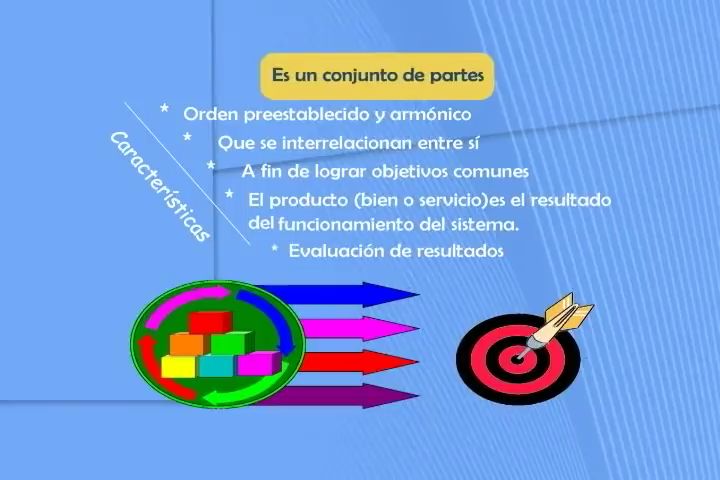 Es un conjunto de partes
* Orden preestablecido y armónico
* Que se interrelacionan entre sí
* A fin de lograr objetivos comunes
* El producto (bien o servicio)es el resultado
del funcionamiento del sistema.
* Evaluación de resultados
Características